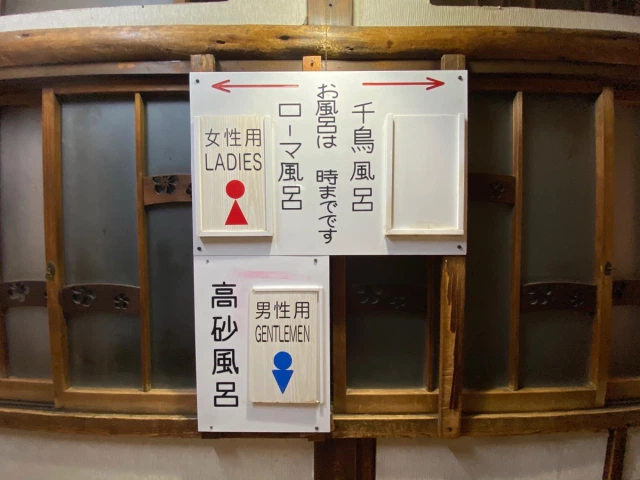 千鳥風呂
お風呂は 時までです
ローマ風呂
女性用
LADIES
高砂風呂
男性用
GENTLEMEN